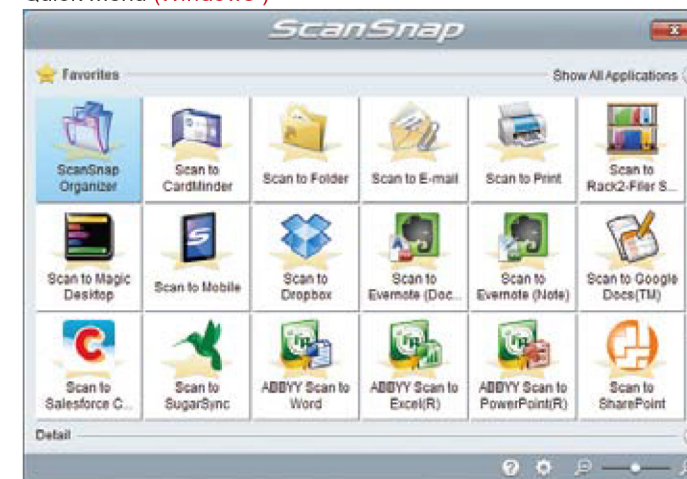 Quick Menu (Windows®)
ScanSnap
Favorites
Show All Applications
ScanSnap Organizer
Scan to CardMinder
Scan to Folder
Scan to E-mail
Scan to Print
Scan to Rack2-Filer S...
Scan to Magic Desktop
Scan to Mobile
Scan to Dropbox
Scan to Evernote (Doc...
Scan to Evernote (Note)
Scan to Google Docs(TM)
Scan to Salesforce C...
Scan to SugarSync
ABBYY Scan to Word
ABBYY Scan to Excel(R)
ABBYY Scan to PowerPoint(R)
Scan to SharePoint
Detail